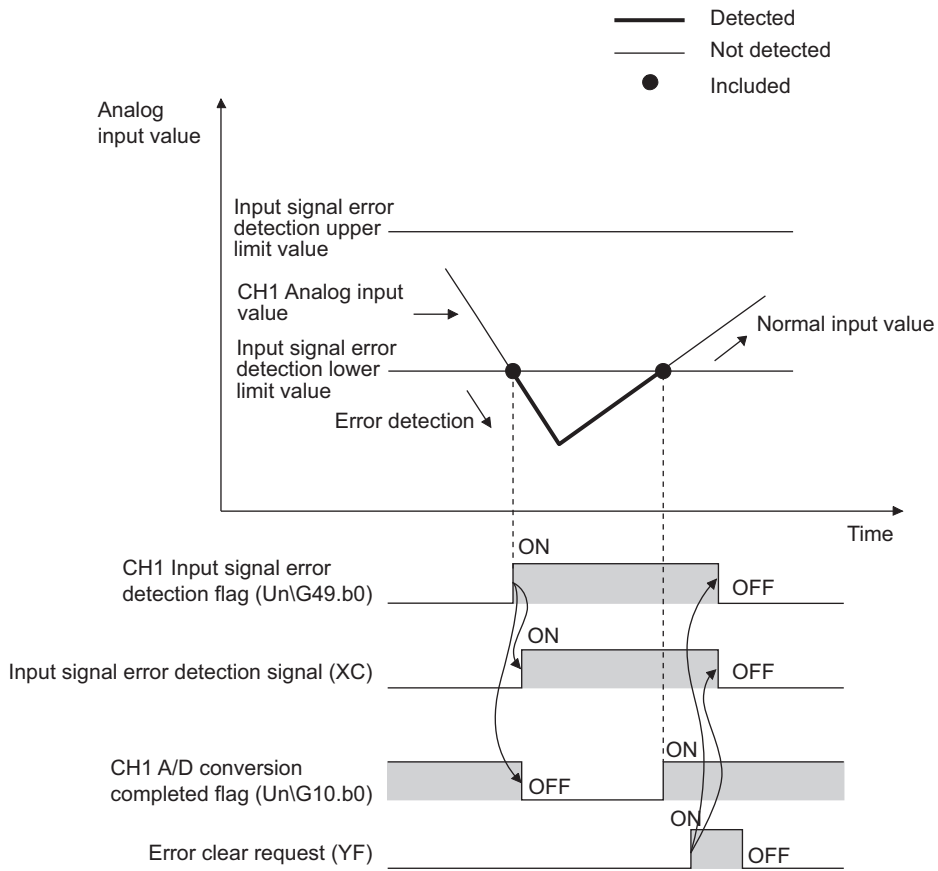 Detected
Not detected
Included
Analog
input value
Input signal error
detection upper
limit value
CH1 Analog input
value
Normal input value
Input signal error
detection lower
limit value
Error detection
Time
ON
CH1 Input signal error
detection flag (Un\G49.b0)
OFF
ON
Input signal error detection signal (XC)
OFF
ON
CH1 A/D conversion
completed flag (Un\G10.b0)
OFF
ON
Error clear request (YF)
OFF